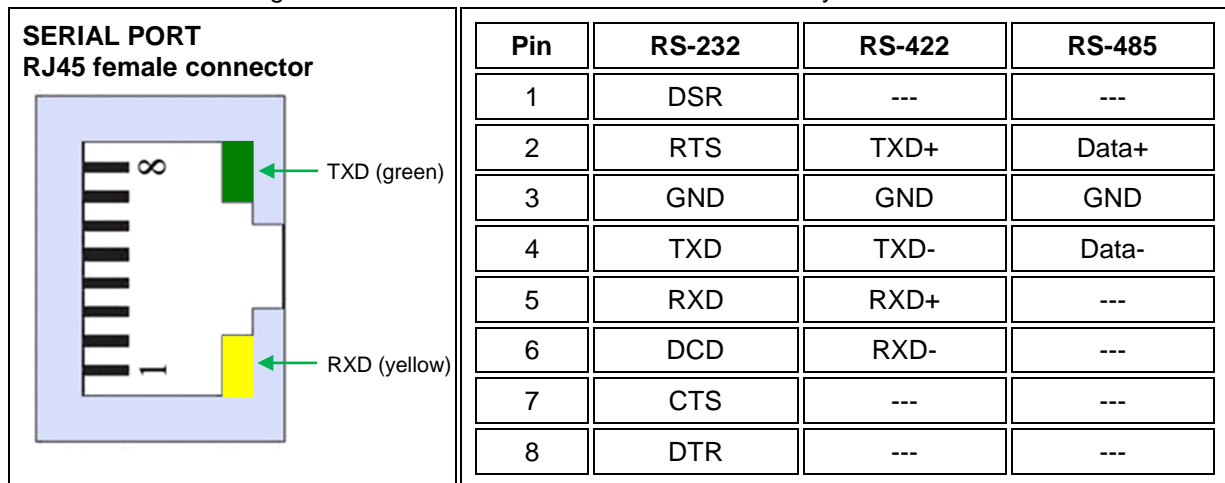 SERIAL PORT
RJ45 female connector
8
TXD (green)
1
RXD (yellow)
Pin RS-232 RS-422 RS-485
1 DSR --- ---
2 RTS TXD+ Data+
3 GND GND GND
4 TXD TXD- Data-
5 RXD RXD+ ---
6 DCD RXD- ---
7 CTS --- ---
8 DTR --- ---